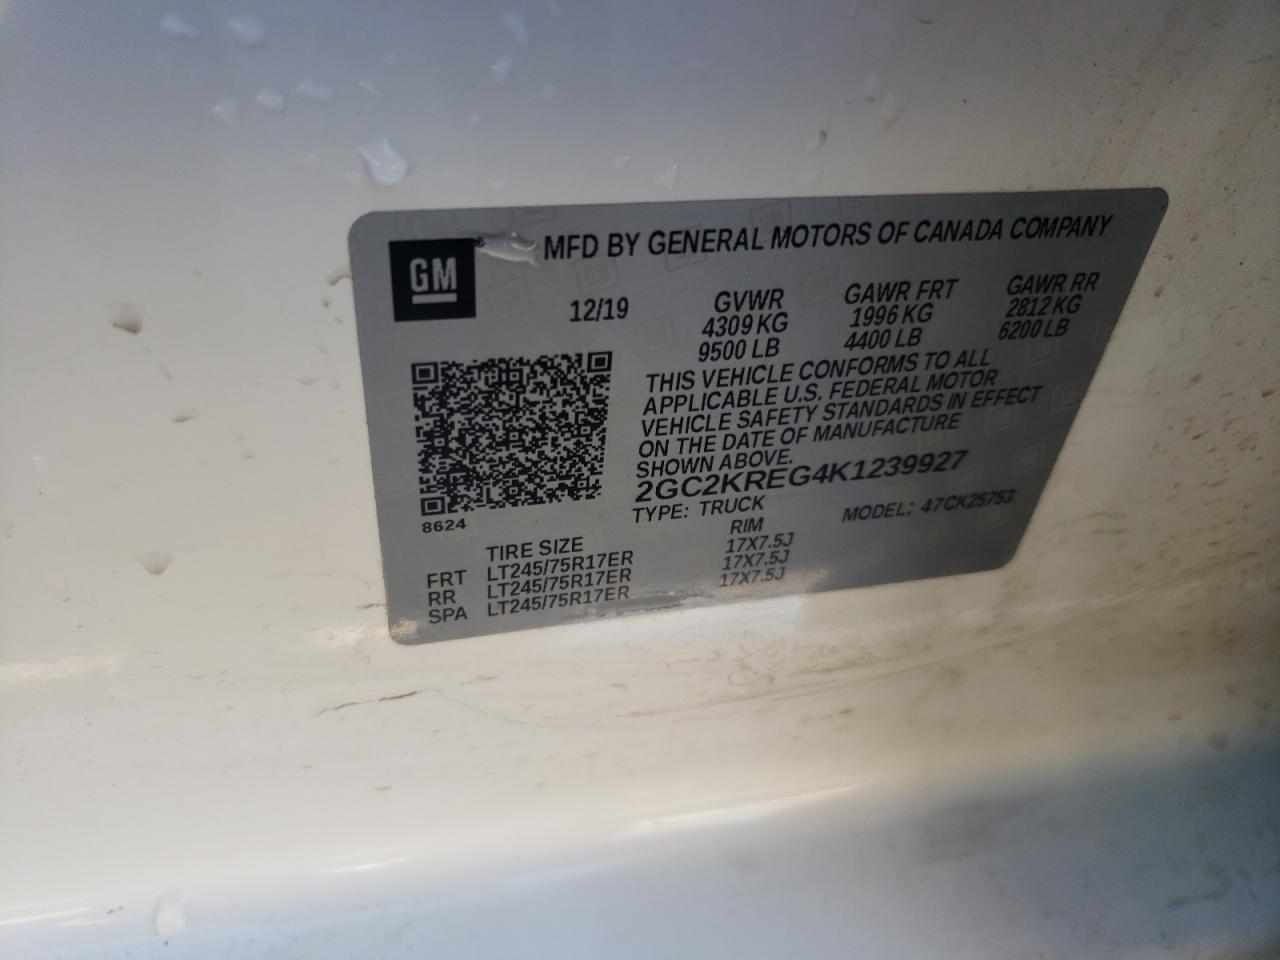 GM
MFD BY GENERAL MOTORS OF CANADA COMPANY
12/19 GVWR GAWR FRT GAWR RR
4309 KG 1996 KG 2812 KG
9500 LB 4400 LB 6200 LB
THIS VEHICLE CONFORMS TO ALL
APPLICABLE U.S. FEDERAL MOTOR
VEHICLE SAFETY STANDARDS IN EFFECT
ON THE DATE OF MANUFACTURE
SHOWN ABOVE.
2GC2KREG4K1239927
TYPE: TRUCK MODEL: 47CK25753
8624
TIRE SIZE RIM
FRT LT245/75R17ER 17X7.5J
RR LT245/75R17ER 17X7.5J
SPA LT245/75R17ER 17X7.5J